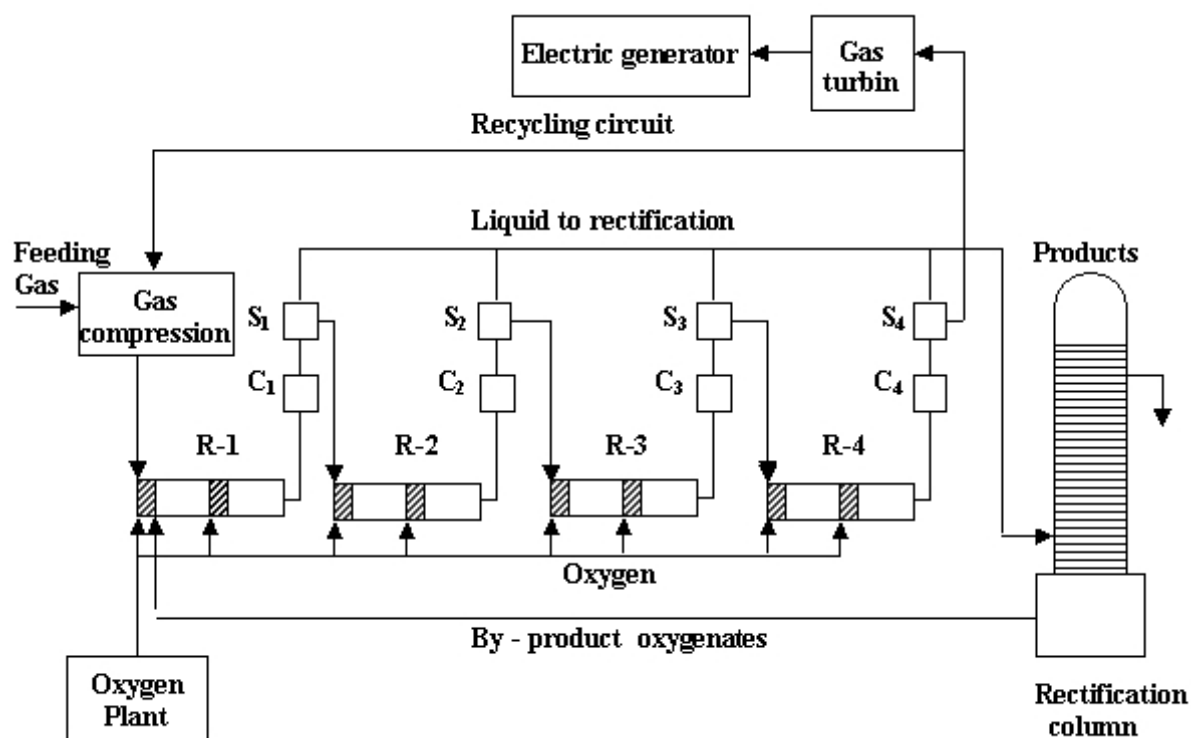 Electric generator
Gas
turbin
Recycling circuit
Liquid to rectification
Feeding
Gas
Gas
compression
Products
S1
S2
S3
S4
C1
C2
C3
C4
R-1
R-2
R-3
R-4
Oxygen
By - product oxygenates
Oxygen
Plant
Rectification
column